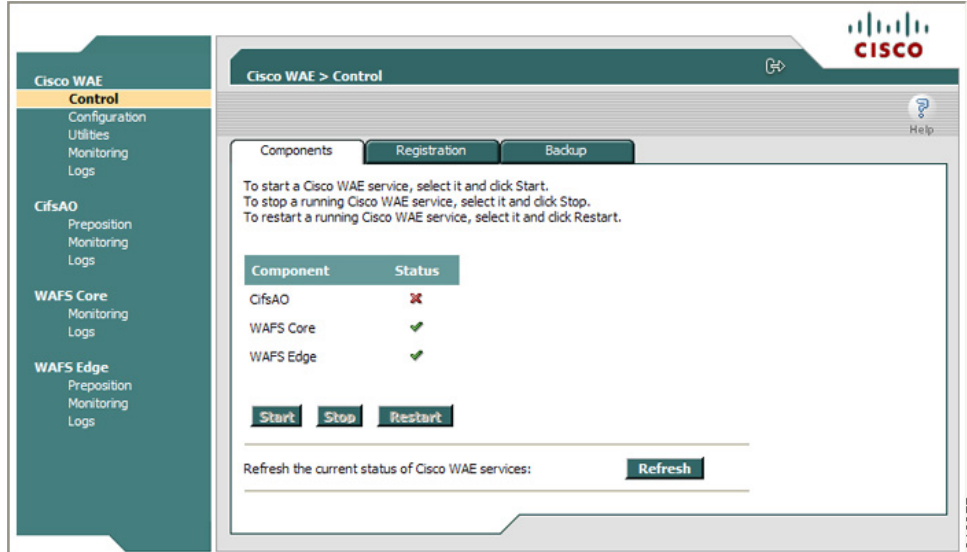 CISCO
Cisco WAE
Control
Configuration
Utilities
Monitoring
Logs
CifsAO
Preposition
Monitoring
Logs
WAFS Core
Monitoring
Logs
WAFS Edge
Preposition
Monitoring
Logs
Cisco WAE > Control
Help
Components Registration Backup
To start a Cisco WAE service, select it and click Start.
To stop a running Cisco WAE service, select it and click Stop.
To restart a running Cisco WAE service, select it and click Restart.
Component Status
CifsAO
WAFS Core
WAFS Edge
Start Stop Restart
Refresh the current status of Cisco WAE services: Refresh